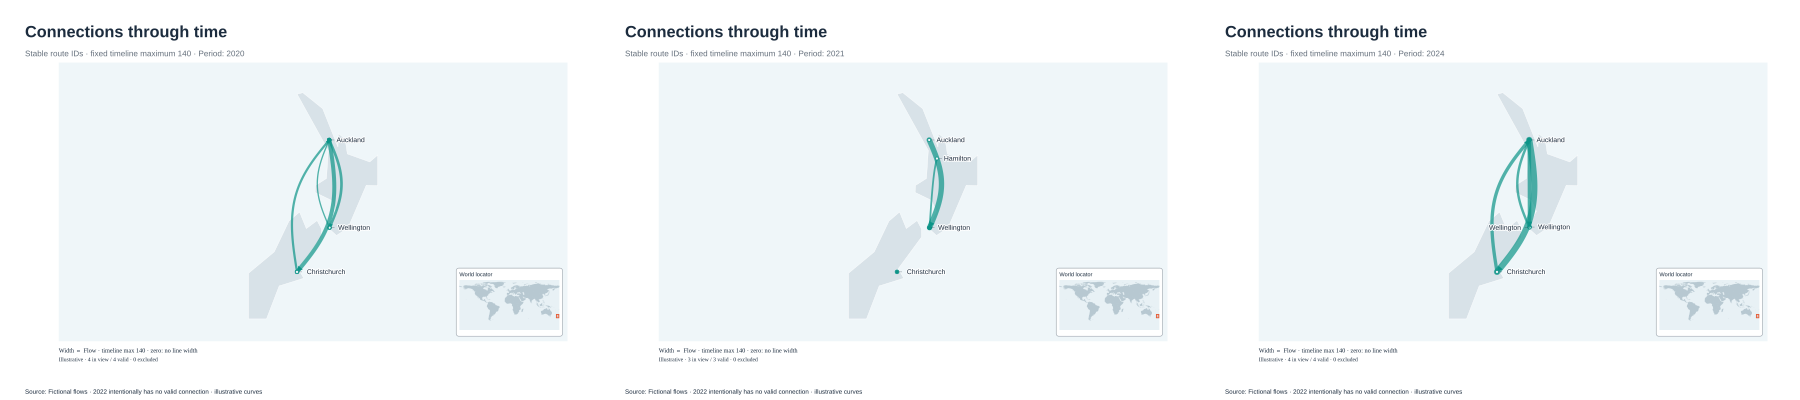 Connections through time
Stable route IDs · fixed timeline maximum 140 · Period: 2020
Auckland
Wellington
Christchurch
World locator
Width = Flow · timeline max 140 · zero: no line width
Illustrative · 4 in view / 4 valid · 0 excluded
Source: Fictional flows · 2022 intentionally has no valid connection · illustrative curves
Connections through time
Stable route IDs · fixed timeline maximum 140 · Period: 2021
Auckland
Hamilton
Wellington
Christchurch
World locator
Width = Flow · timeline max 140 · zero: no line width
Illustrative · 3 in view / 3 valid · 0 excluded
Source: Fictional flows · 2022 intentionally has no valid connection · illustrative curves
Connections through time
Stable route IDs · fixed timeline maximum 140 · Period: 2024
Auckland
Wellington
Wellington
Christchurch
World locator
Width = Flow · timeline max 140 · zero: no line width
Illustrative · 4 in view / 4 valid · 0 excluded
Source: Fictional flows · 2022 intentionally has no valid connection · illustrative curves